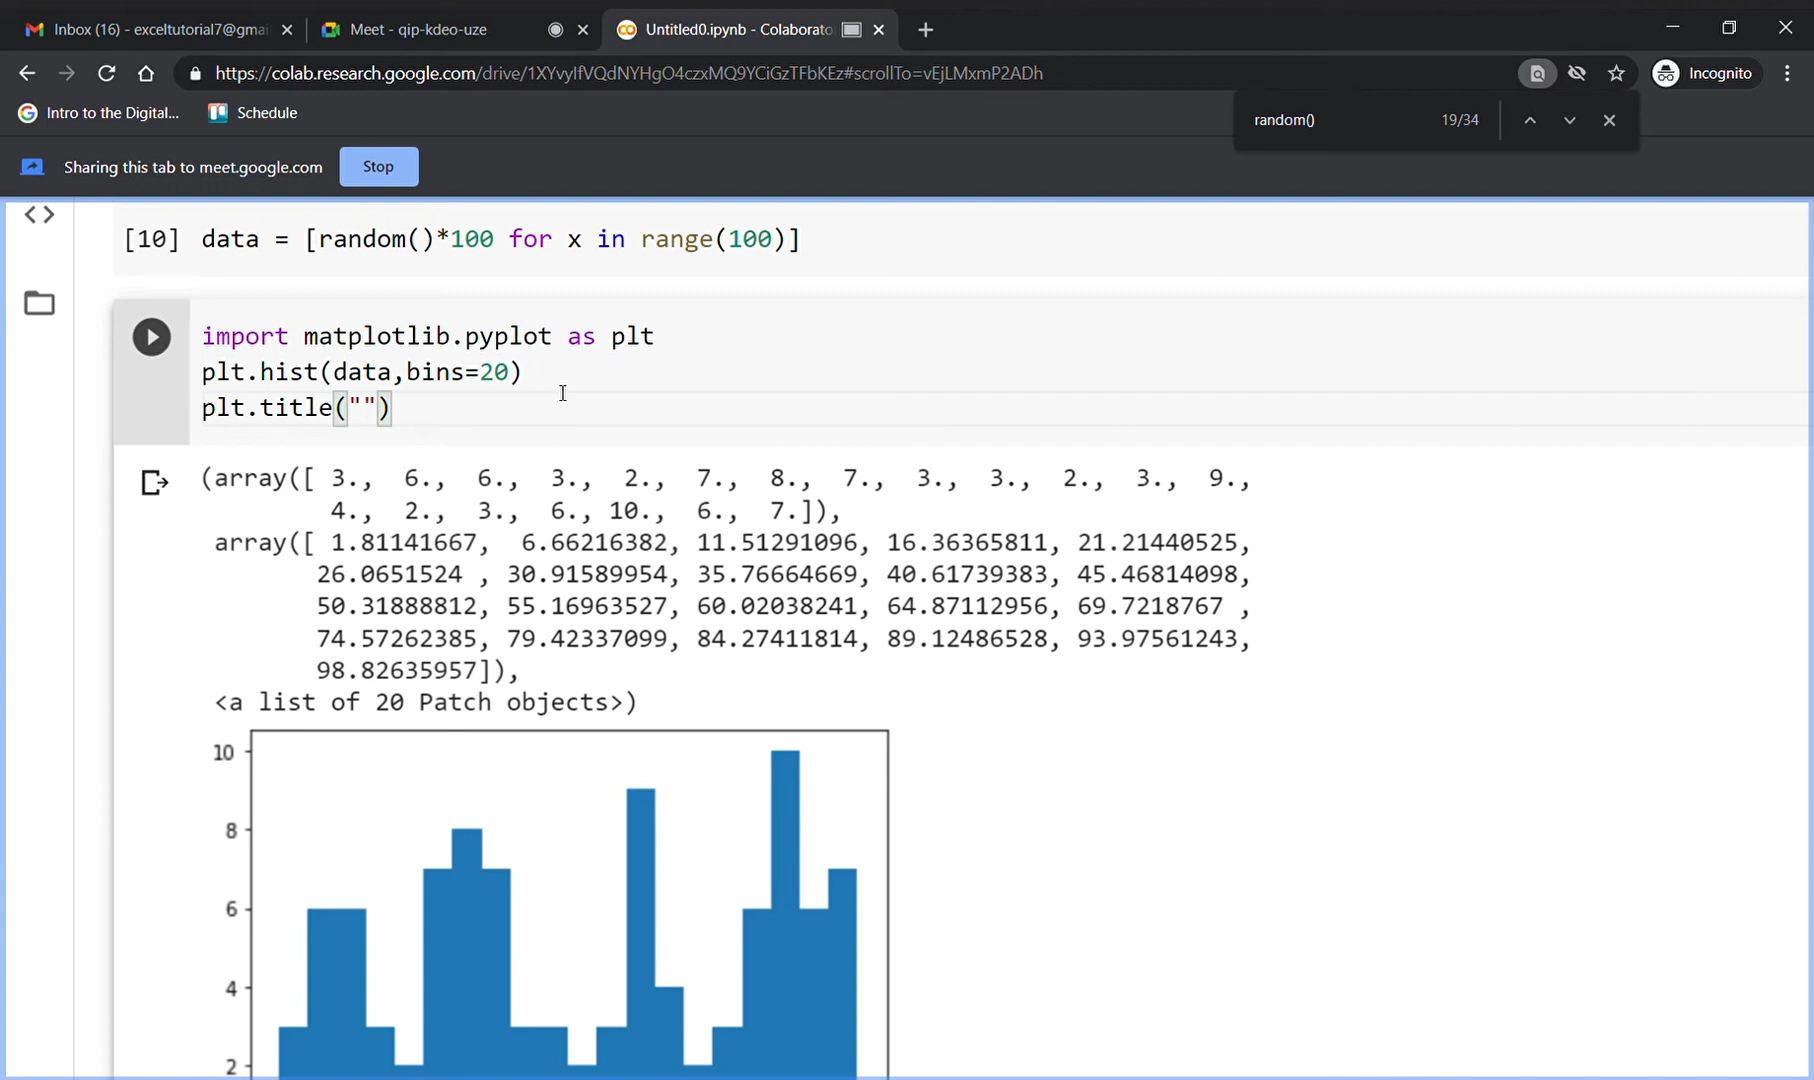 Inbox (16) - exceltutorial7@gmai
Meet - qip-kdeo-uze
Untitled0.ipynb - Colaborato
https://colab.research.google.com/drive/1XYvyIfVQdNYHgO4czxMQ9YCiGzTFbKEz#scrollTo=vEjLMxmP2ADh
Incognito
Intro to the Digital...
Schedule
random()
19/34
Sharing this tab to meet.google.com
Stop
[10] data = [random()*100 for x in range(100)]
import matplotlib.pyplot as plt
plt.hist(data,bins=20)
plt.title("")
(array([ 3., 6., 6., 3., 2., 7., 8., 7., 3., 3., 2., 3., 9.,
4., 2., 3., 6., 10., 6., 7.]),
array([ 1.81141667, 6.66216382, 11.51291096, 16.36365811, 21.21440525,
26.0651524 , 30.91589954, 35.76664669, 40.61739383, 45.46814098,
50.31888812, 55.16963527, 60.02038241, 64.87112956, 69.7218767 ,
74.57262385, 79.42337099, 84.27411814, 89.12486528, 93.97561243,
98.82635957]),
<a list of 20 Patch objects>)
10
8
6
4
2